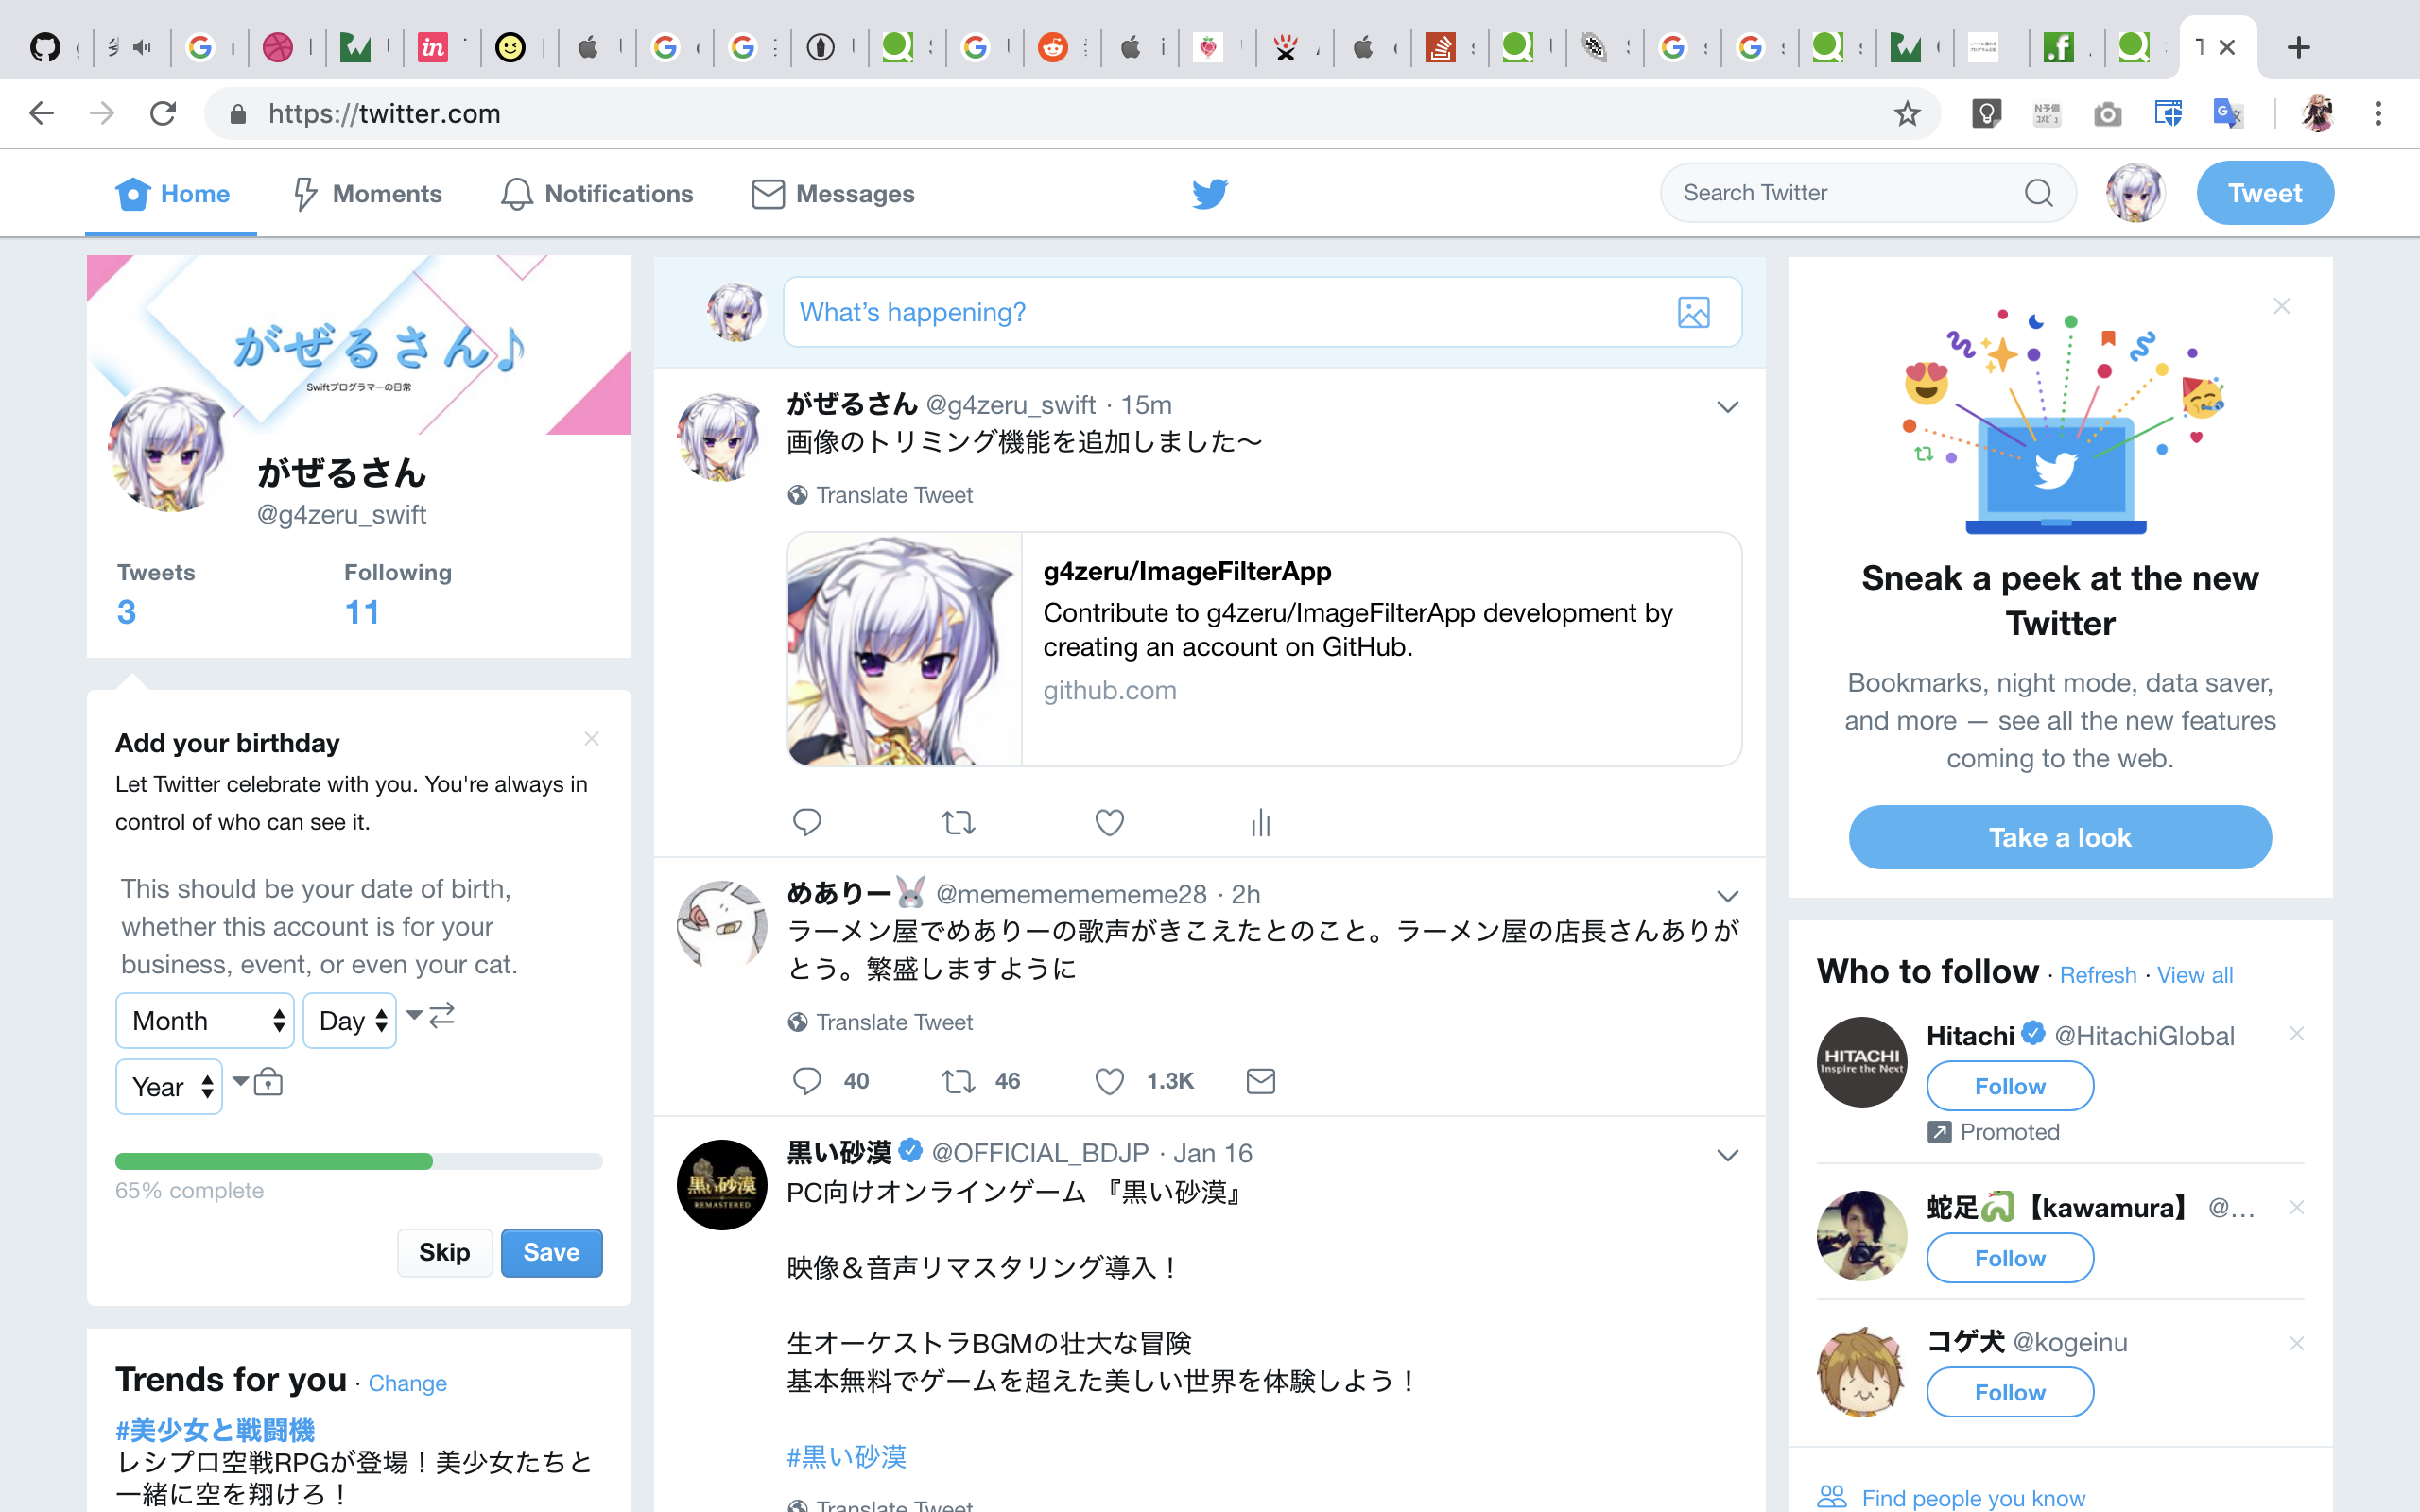 https://twitter.com
Home
Moments
Notifications
Messages
Search Twitter
Tweet
がぜるさん♪
Swiftプログラマーの日常
がぜるさん
@g4zeru_swift
Tweets
Following
3
11
Add your birthday
Let Twitter celebrate with you. You're always in
control of who can see it.
This should be your date of birth,
whether this account is for your
business, event, or even your cat.
Month
Day
Year
65% complete
Skip
Save
Trends for you · Change
#美少女と戦闘機
レシプロ空戦RPGが登場！美少女たちと
一緒に空を翔けろ！
What's happening?
がぜるさん @g4zeru_swift · 15m
画像のトリミング機能を追加しました〜
Translate Tweet
g4zeru/ImageFilterApp
Contribute to g4zeru/ImageFilterApp development by
creating an account on GitHub.
github.com
めありー🐰 @memememememe28 · 2h
ラーメン屋でめありーの歌声がきこえたとのこと。ラーメン屋の店長さんありが
とう。繁盛しますように
Translate Tweet
40
46
1.3K
黒い砂漠
REMASTERED
黒い砂漠 @OFFICIAL_BDJP · Jan 16
PC向けオンラインゲーム 『黒い砂漠』
映像＆音声リマスタリング導入！
生オーケストラBGMの壮大な冒険
基本無料でゲームを超えた美しい世界を体験しよう！
#黒い砂漠
Translate Tweet
Sneak a peek at the new
Twitter
Bookmarks, night mode, data saver,
and more — see all the new features
coming to the web.
Take a look
Who to follow · Refresh · View all
HITACHI
Inspire the Next
Hitachi @HitachiGlobal
Follow
Promoted
蛇足🐍【kawamura】 @...
Follow
コゲ犬 @kogeinu
Follow
Find people you know